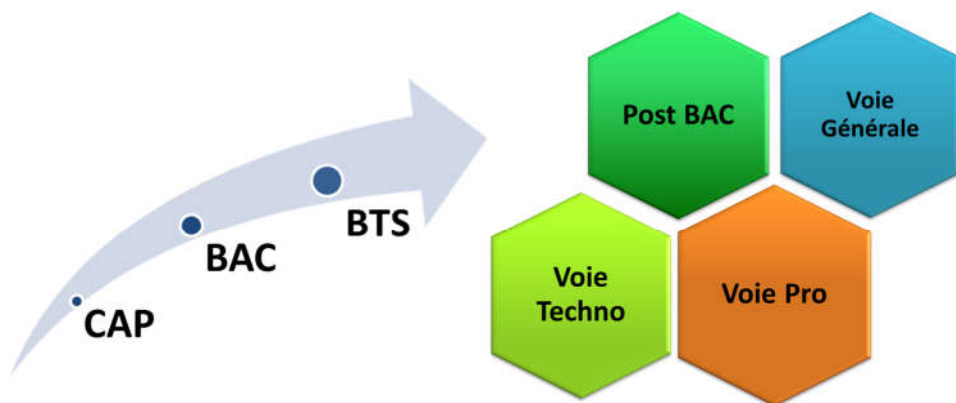 CAP
BAC
BTS
Post BAC
Voie
Générale
Voie
Techno
Voie Pro